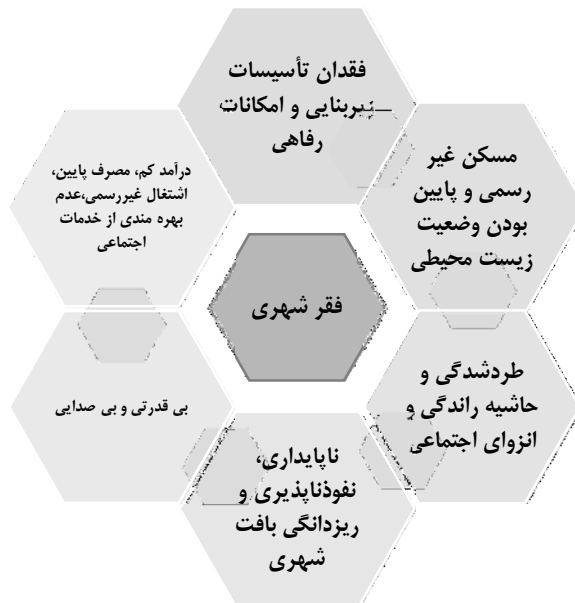 فقدان تأسیسات
زیربنایی و امکانات
رفاهی
مسکن غیر
رسمی و پایین
بودن وضعیت
زیست محیطی
طردشدگی و
حاشیه راندگی و
انزوای اجتماعی
ناپایداری،
نفوذناپذیری و
ریزدانگی بافت
شهری
بی قدرتی و بی صدایی
درآمد کم، مصرف پایین،
اشتغال غیررسمی،عدم
بهره مندی از خدمات
اجتماعی
فقر شهری